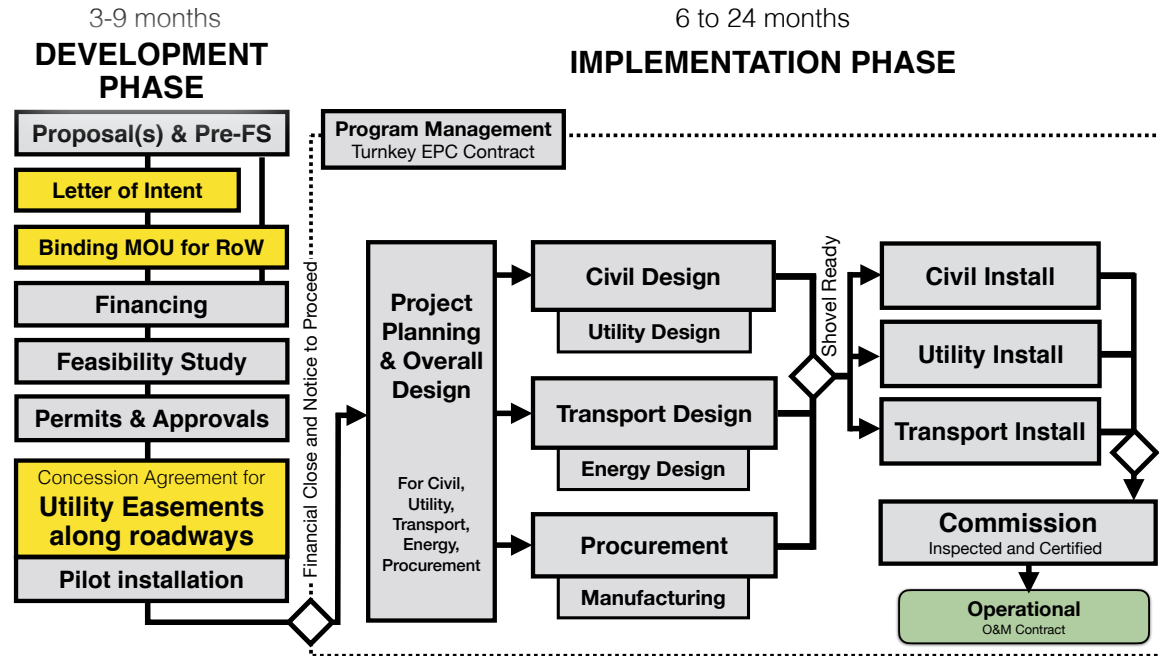 3-9 months
DEVELOPMENT
PHASE
Proposal(s) & Pre-FS
Letter of Intent
Binding MOU for RoW
Financing
Feasibility Study
Permits & Approvals
Concession Agreement for
Utility Easements
along roadways
Pilot installation
Financial Close and Notice to Proceed
6 to 24 months
IMPLEMENTATION PHASE
Program Management
Turnkey EPC Contract
Project
Planning
& Overall
Design
For Civil,
Utility,
Transport,
Energy,
Procurement
Civil Design
Utility Design
Transport Design
Energy Design
Procurement
Manufacturing
Shovel Ready
Civil Install
Utility Install
Transport Install
Commission
Inspected and Certified
Operational
O&M Contract